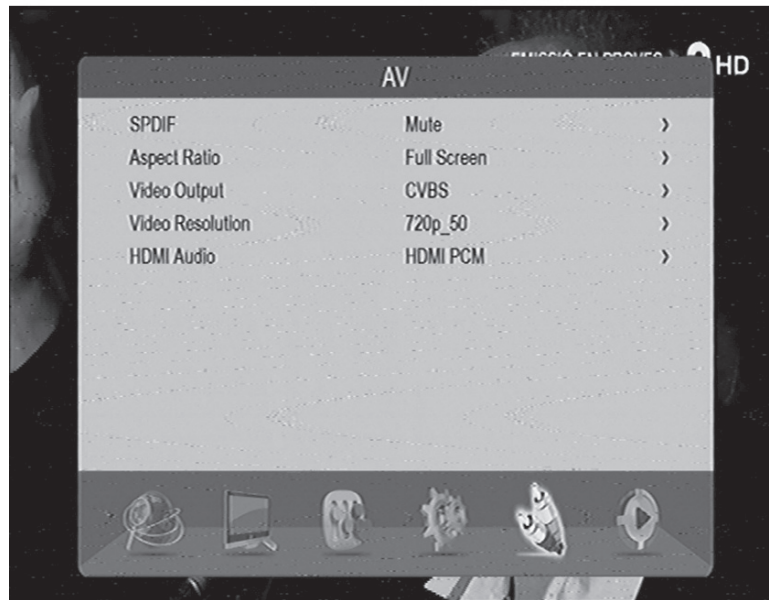 HD
AV
SPDIF Mute
Aspect Ratio Full Screen
Video Output CVBS
Video Resolution 720p_50
HDMI Audio HDMI PCM